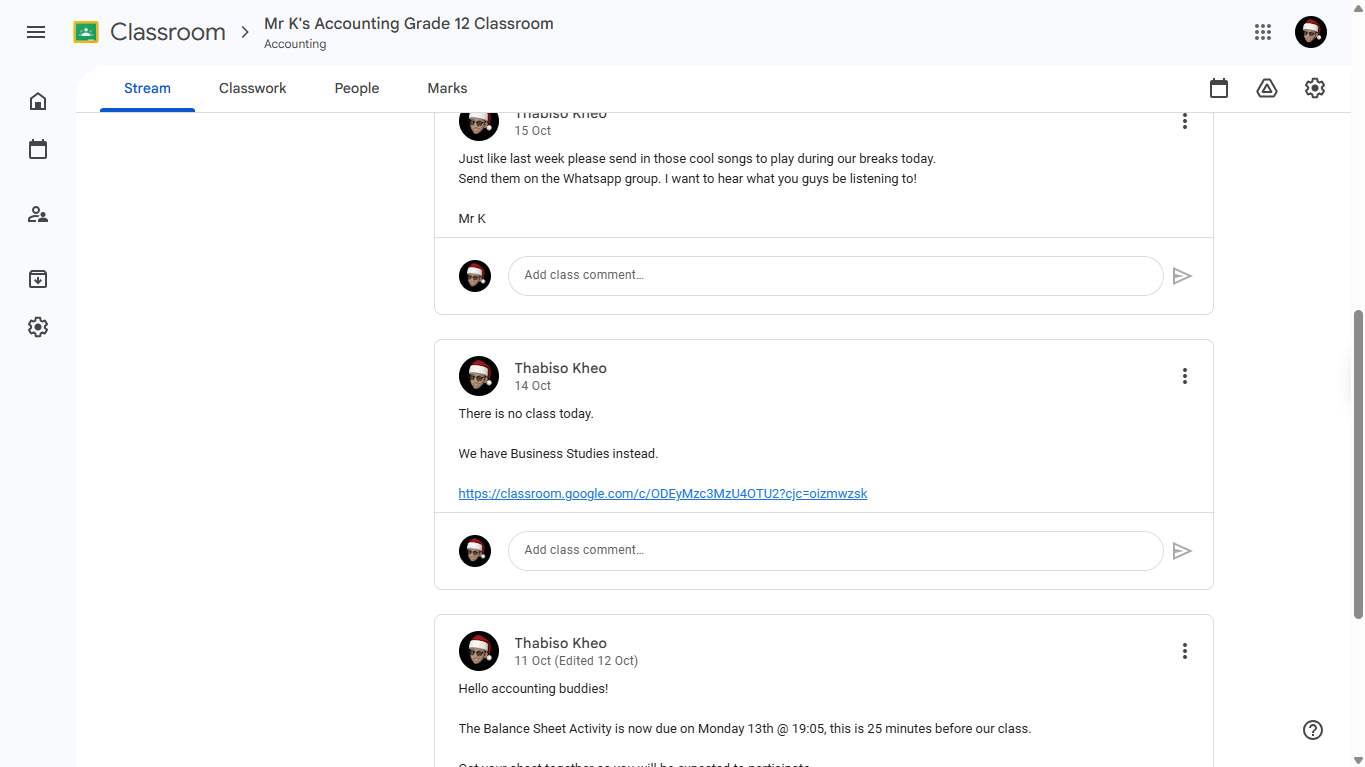 Classroom
Mr K's Accounting Grade 12 Classroom
Accounting
Stream
Classwork
People
Marks
Thabiso Kheo
15 Oct
Just like last week please send in those cool songs to play during our breaks today.
Send them on the Whatsapp group. I want to hear what you guys be listening to!
Mr K
Add class comment...
Thabiso Kheo
14 Oct
There is no class today.
We have Business Studies instead.
https://classroom.google.com/c/ODEyMzc3MzU4OTU2?cjc=oizmwzsk
Add class comment...
Thabiso Kheo
11 Oct (Edited 12 Oct)
Hello accounting buddies!
The Balance Sheet Activity is now due on Monday 13th @ 19:05, this is 25 minutes before our class.